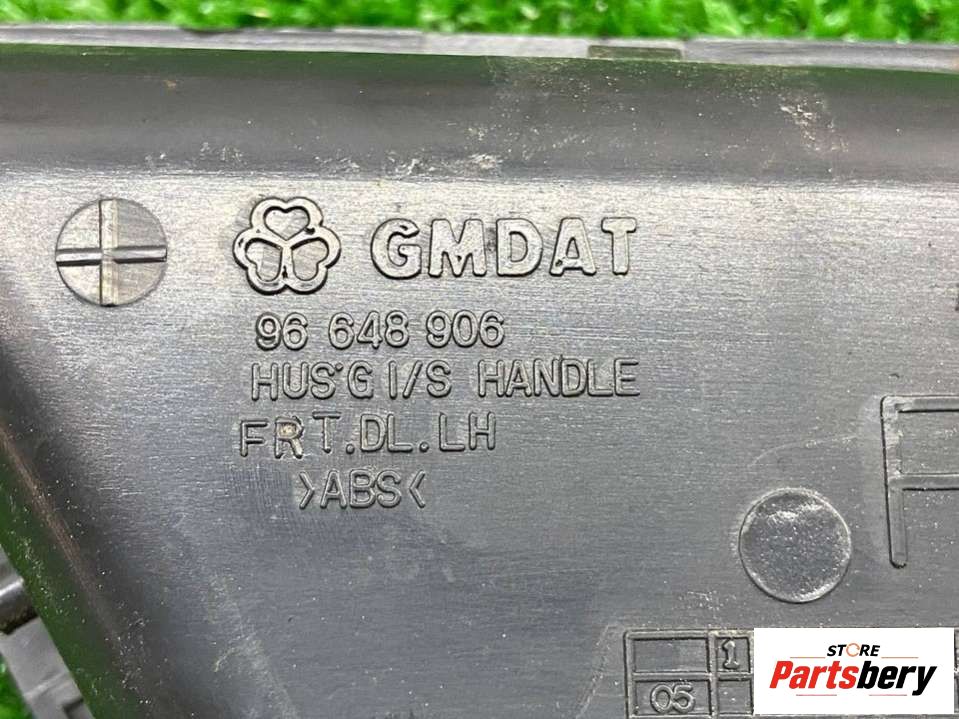 GMDAT
96 648 906
HUS'G I/S HANDLE
FRT.DL.LH
>ABS<
1
05
STORE
Partsbery